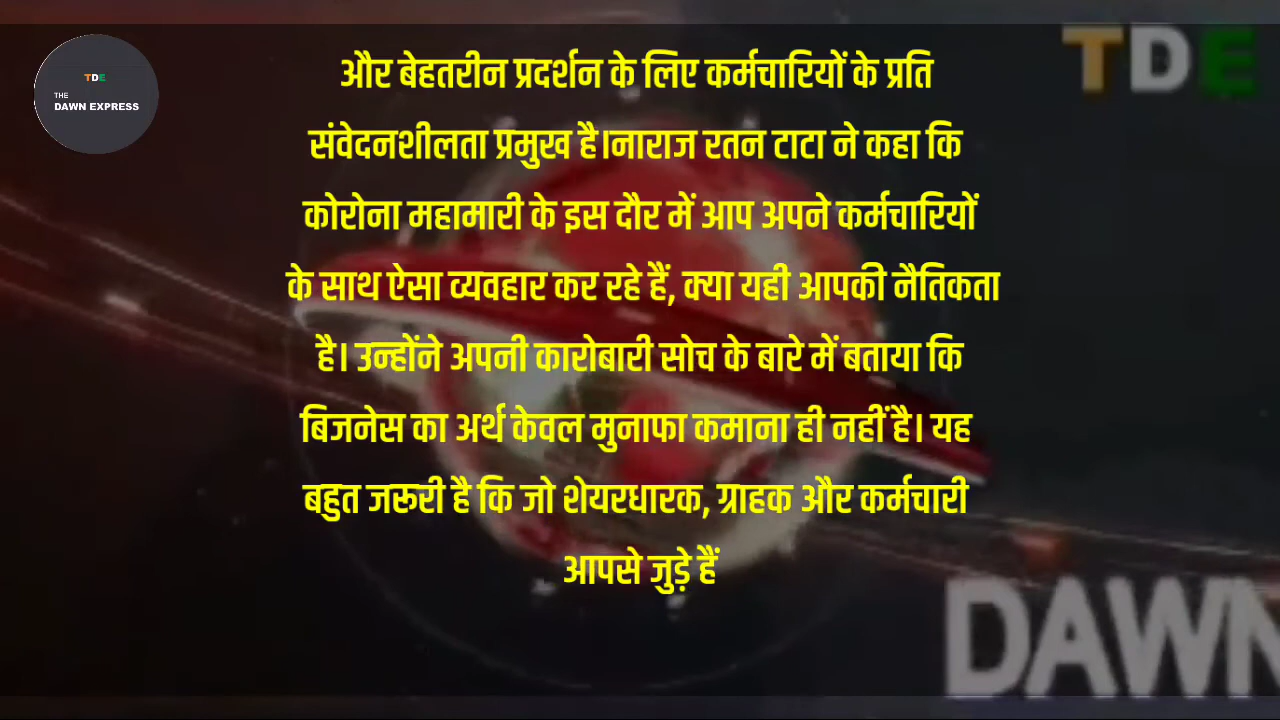 TDE
THE
DAWN EXPRESS
TDE
और बेहतरीन प्रदर्शन के लिए कर्मचारियों के प्रति
संवेदनशीलता प्रमुख है।नाराज रतन टाटा ने कहा कि
कोरोना महामारी के इस दौर में आप अपने कर्मचारियों
के साथ ऐसा व्यवहार कर रहे हैं, क्या यही आपकी नैतिकता
है। उन्होंने अपनी कारोबारी सोच के बारे में बताया कि
बिजनेस का अर्थ केवल मुनाफा कमाना ही नहीं है। यह
बहुत जरूरी है कि जो शेयरधारक, ग्राहक और कर्मचारी
आपसे जुड़े हैं
DAWN